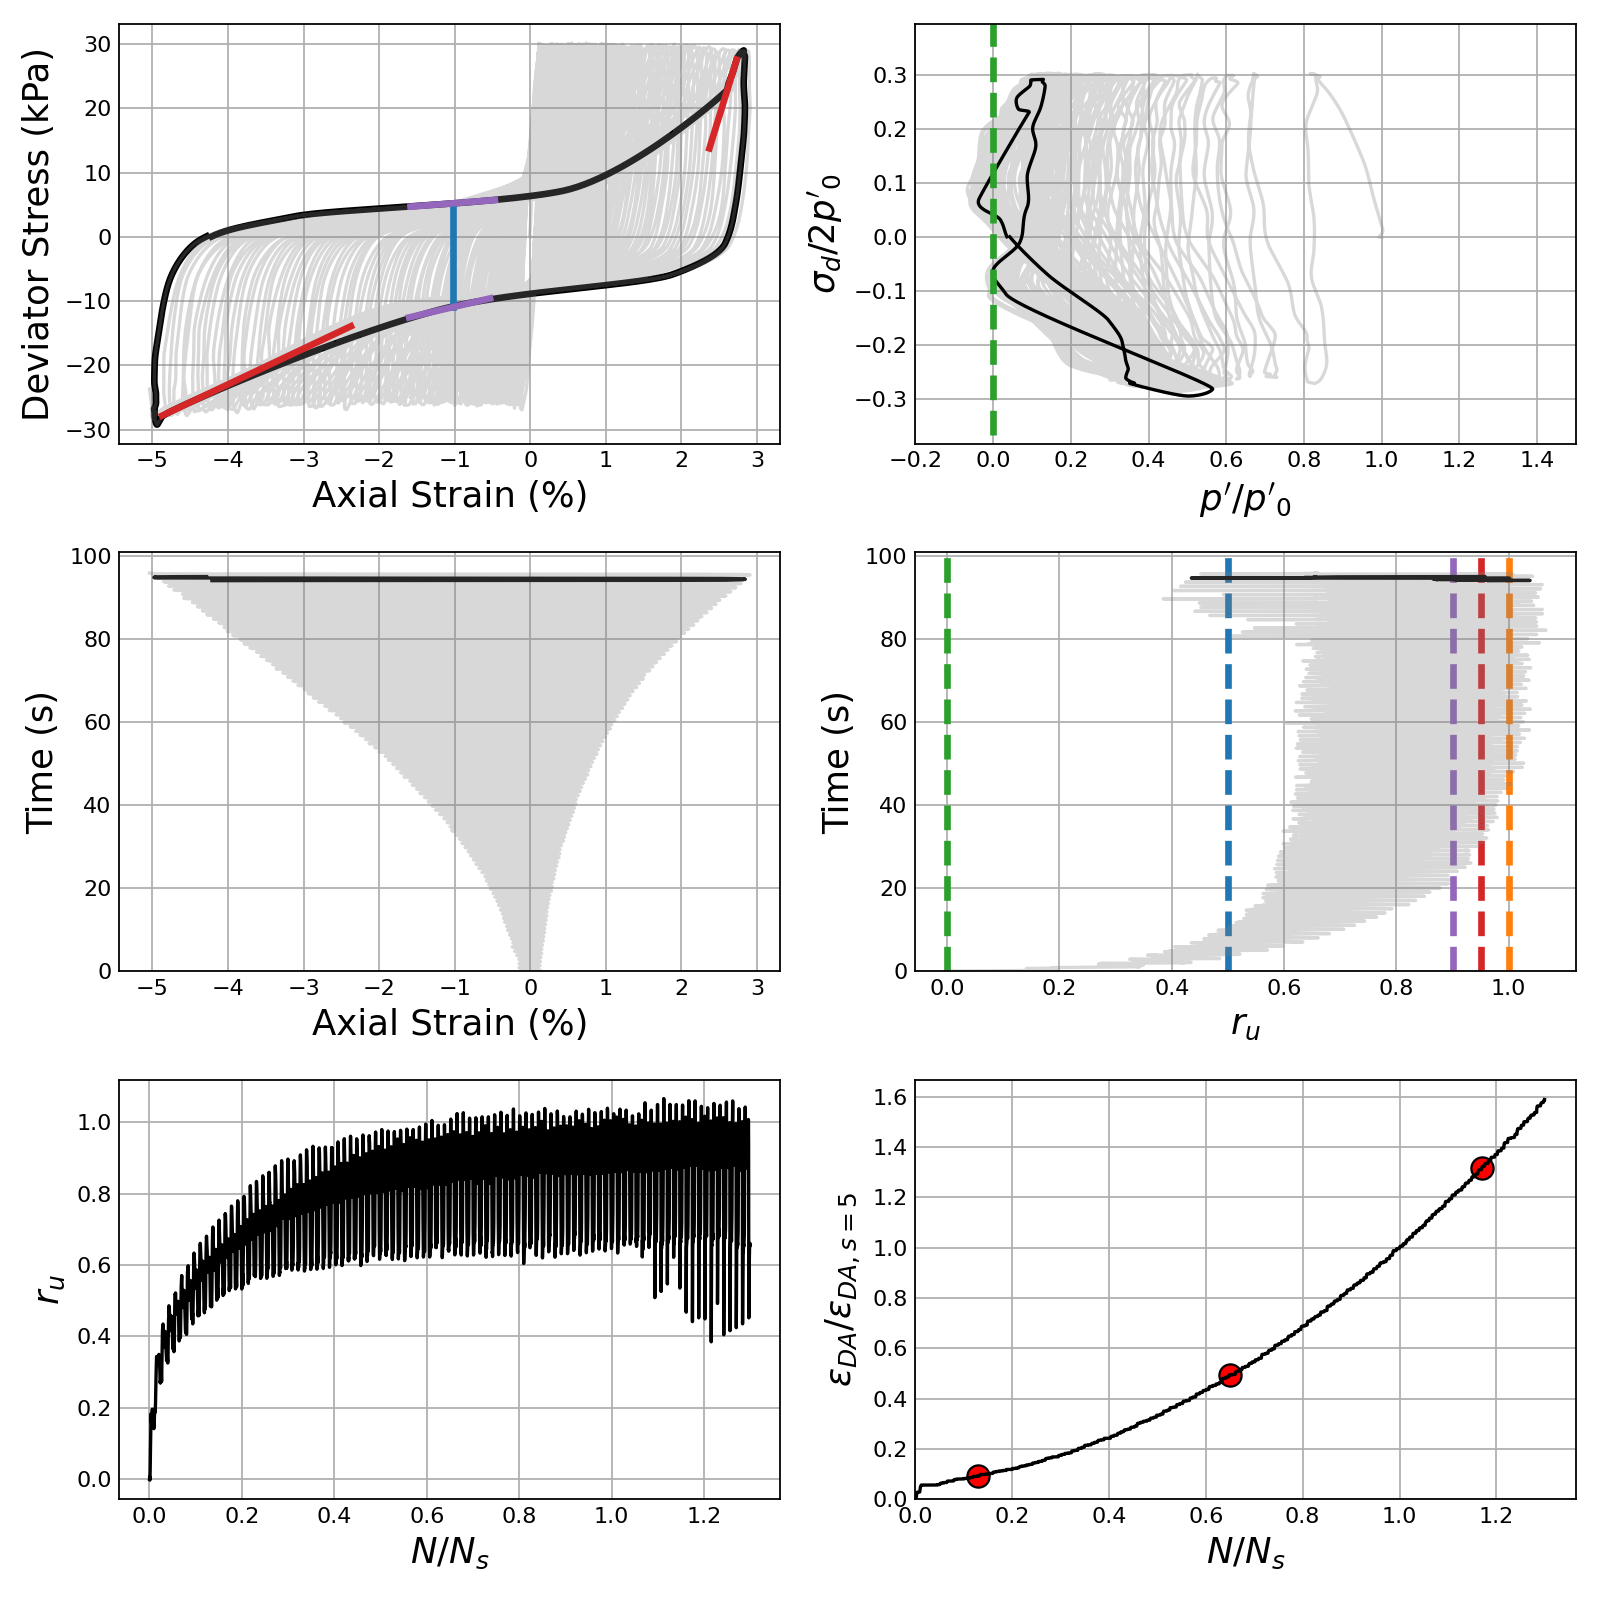 30
20
10
0
−10
−20
−30
Deviator Stress (kPa)
−5 −4 −3 −2 −1 0 1 2 3
Axial Strain (%)
0.3
0.2
0.1
0.0
−0.1
−0.2
−0.3
σd/2p′0
−0.2 0.0 0.2 0.4 0.6 0.8 1.0 1.2 1.4
p′/p′0
100
80
60
40
20
0
Time (s)
−5 −4 −3 −2 −1 0 1 2 3
Axial Strain (%)
100
80
60
40
20
0
Time (s)
0.0 0.2 0.4 0.6 0.8 1.0
ru
1.0
0.8
0.6
0.4
0.2
0.0
ru
0.0 0.2 0.4 0.6 0.8 1.0 1.2
N/Ns
1.6
1.4
1.2
1.0
0.8
0.6
0.4
0.2
0.0
εDA/εDA, s = 5
0.0 0.2 0.4 0.6 0.8 1.0 1.2
N/Ns